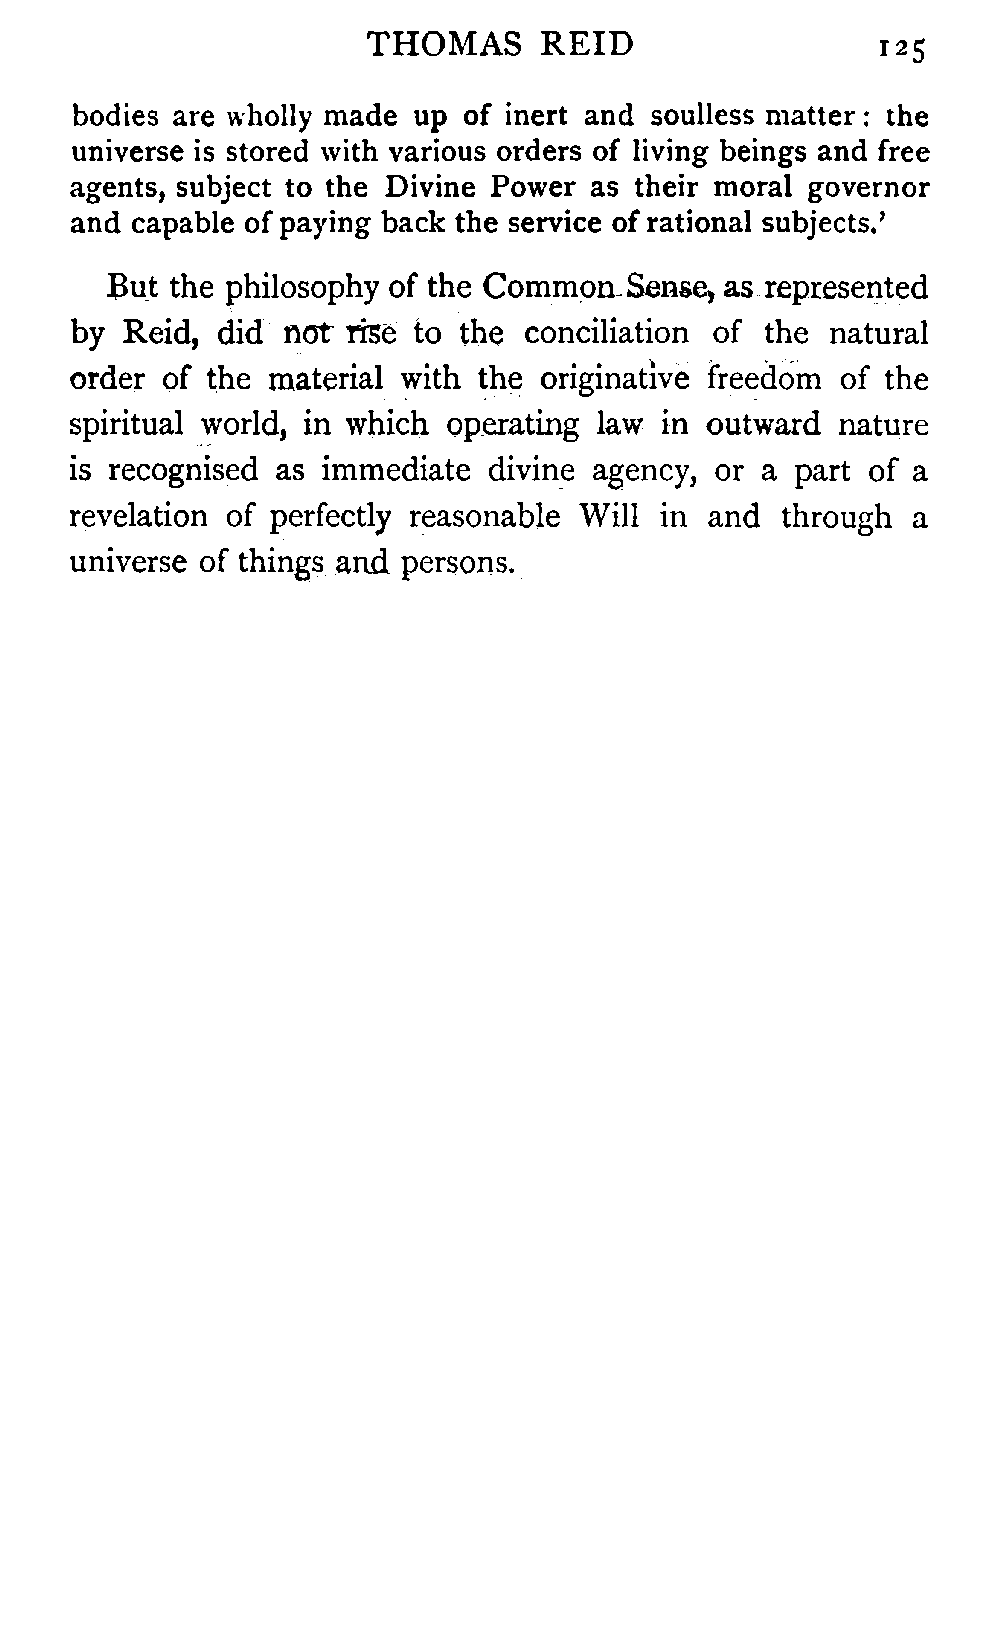 THOMAS REID 125
bodies are wholly made up of inert and soulless matter: the
universe is stored with various orders of living beings and free
agents, subject to the Divine Power as their moral governor
and capable of paying back the service of rational subjects.’
But the philosophy of the Common Sense, as represented
by Reid, did not rise to the conciliation of the natural
order of the material with the originative freedom of the
spiritual world, in which operating law in outward nature
is recognised as immediate divine agency, or a part of a
revelation of perfectly reasonable Will in and through a
universe of things and persons.